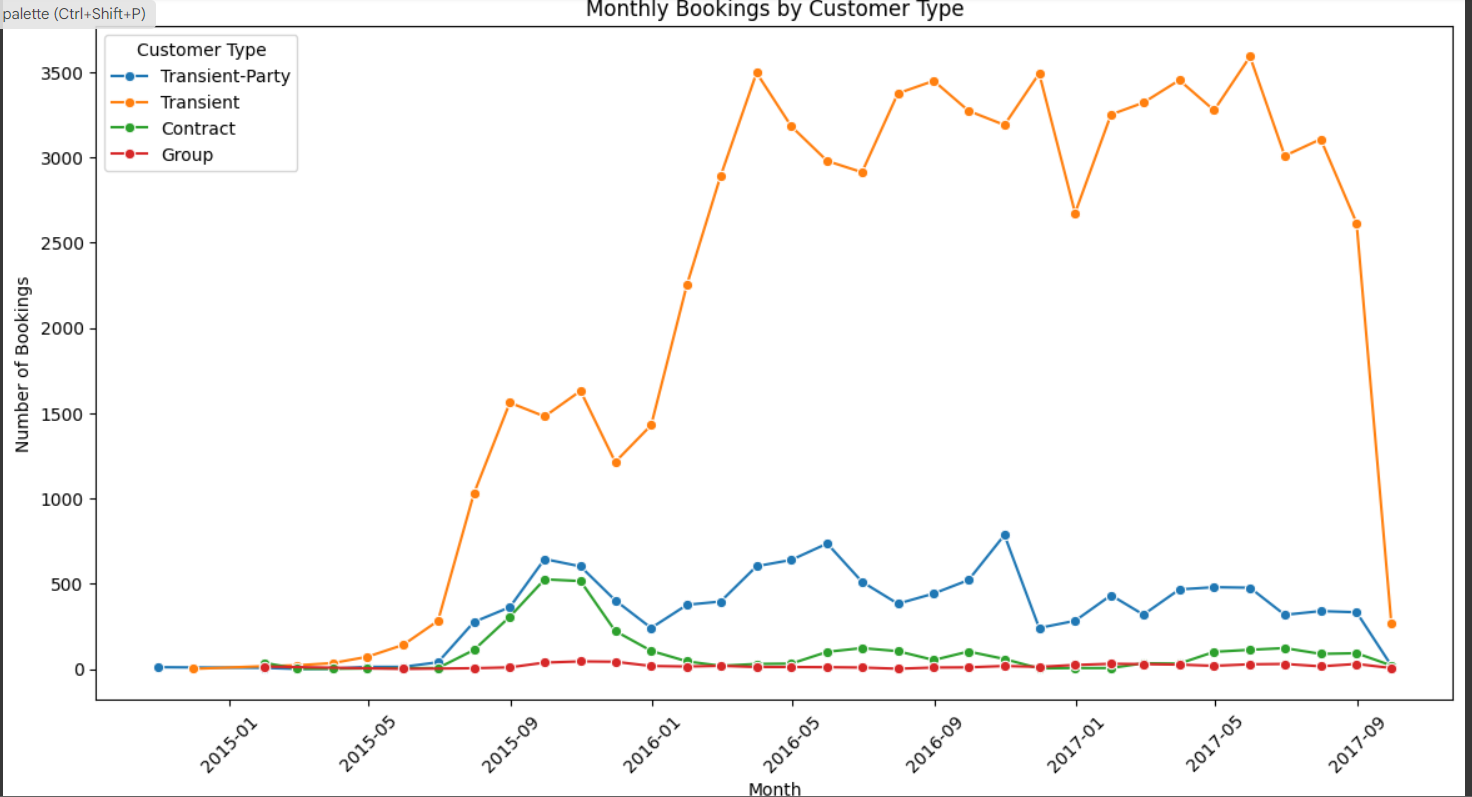 palette (Ctrl+Shift+P)
Monthly Bookings by Customer Type
Customer Type
Transient-Party
Transient
Contract
Group
Number of Bookings
3500
3000
2500
2000
1500
1000
500
0
2015-01
2015-05
2015-09
2016-01
2016-05
2016-09
2017-01
2017-05
2017-09
Month